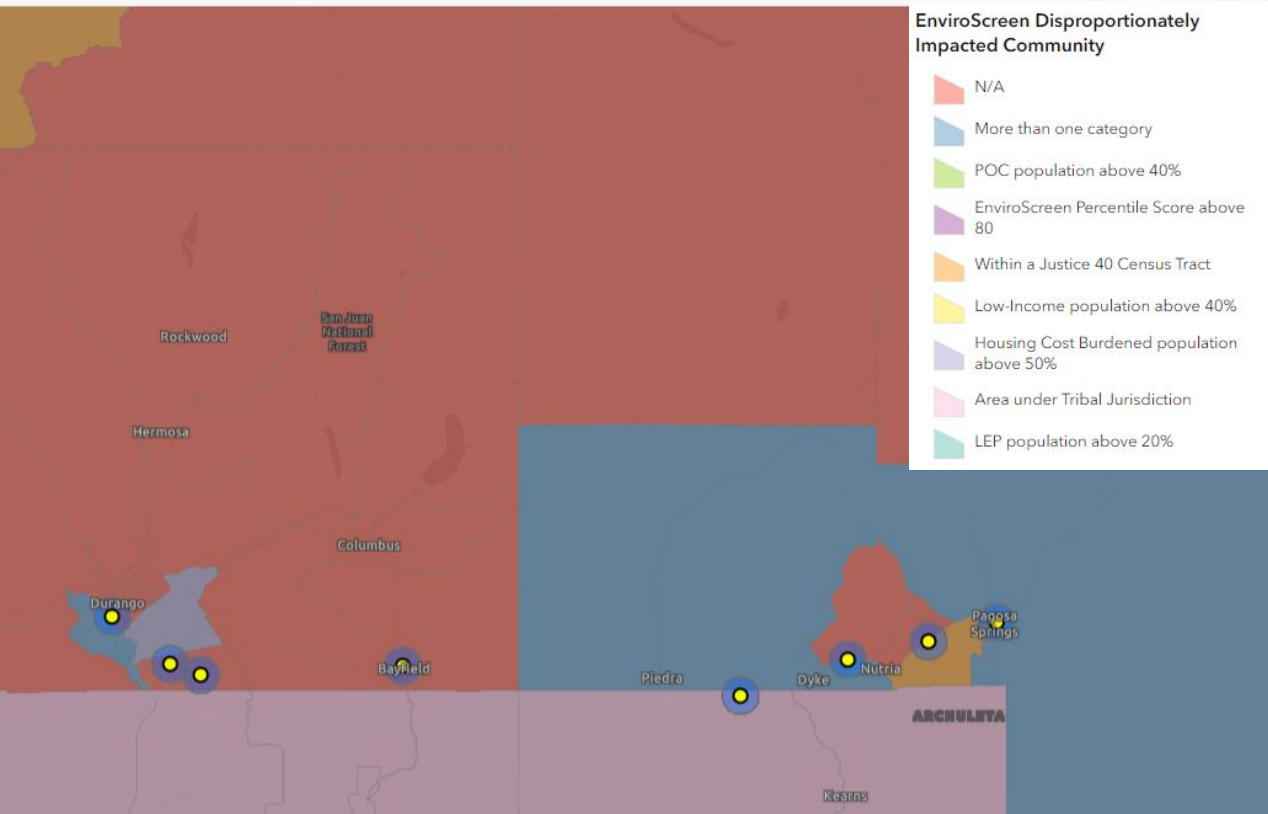 EnviroScreen Disproportionately
Impacted Community
N/A
More than one category
POC population above 40%
EnviroScreen Percentile Score above
80
Within a Justice 40 Census Tract
Low-Income population above 40%
Housing Cost Burdened population
above 50%
Area under Tribal Jurisdiction
LEP population above 20%
San Juan
National
Forest
Rockwood
Hermosa
Columbus
Durango
Pagosa
Springs
Bayfield
Piedra
Dyke
Nutria
ARCHULETA
Kearns